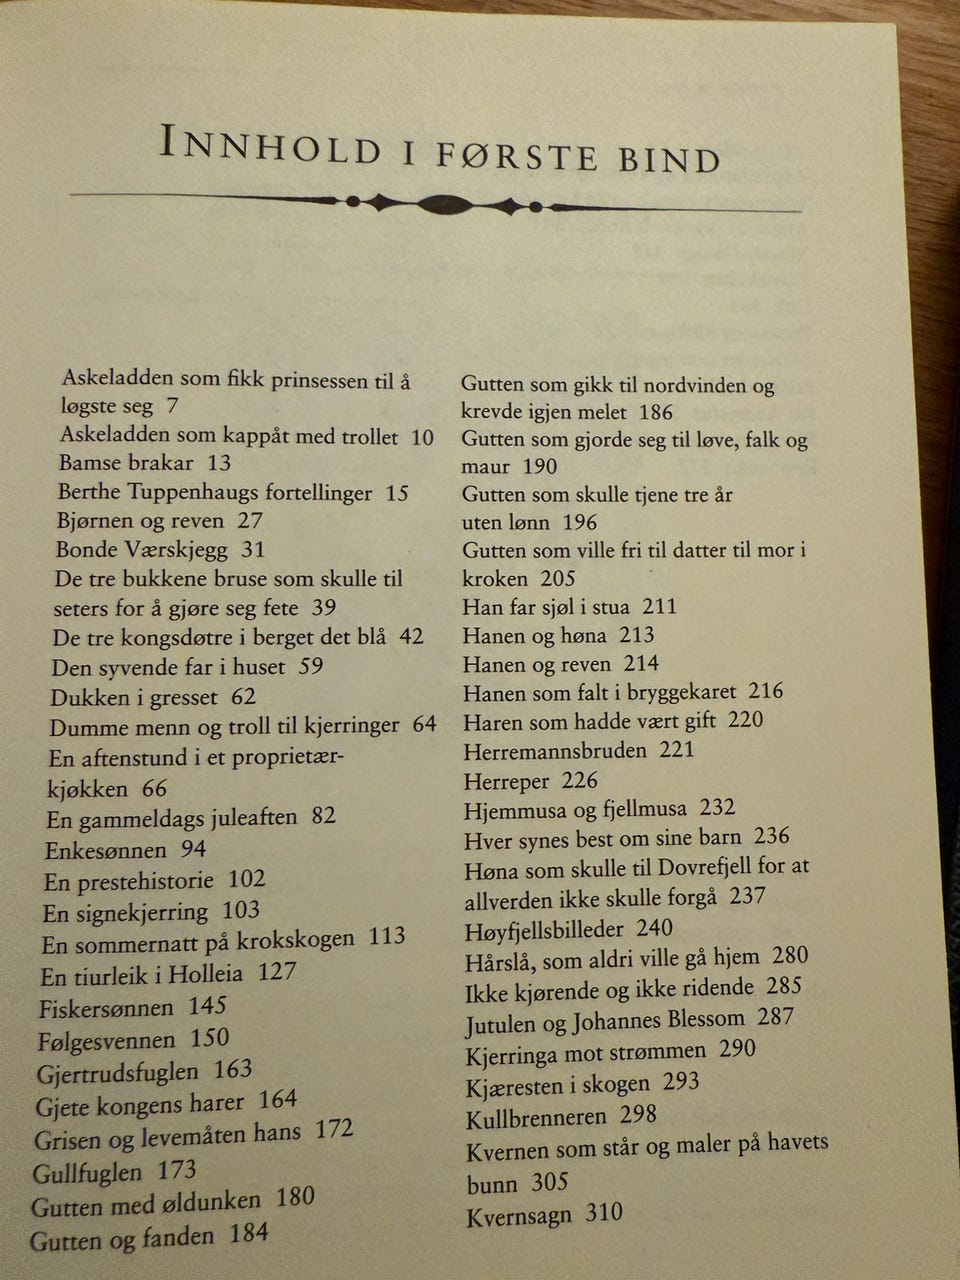 INNHOLD I FØRSTE BIND
Askeladden som fikk prinsessen til å
løgste seg 7
Askeladden som kappåt med trollet 10
Bamse brakar 13
Berthe Tuppenhaugs fortellinger 15
Bjørnen og reven 27
Bonde Værskjegg 31
De tre bukkene bruse som skulle til
seters for å gjøre seg fete 39
De tre kongsdøtre i berget det blå 42
Den syvende far i huset 59
Dukken i gresset 62
Dumme menn og troll til kjerringer 64
En aftenstund i et proprietær-
kjøkken 66
En gammeldags juleaften 82
Enkesønnen 94
En prestehistorie 102
En signekjerring 103
En sommernatt på krokskogen 113
En tiurleik i Holleia 127
Fiskersønnen 145
Følgesvennen 150
Gjertrudsfuglen 163
Gjete kongens harer 164
Grisen og levemåten hans 172
Gullfuglen 173
Gutten med øldunken 180
Gutten og fanden 184
Gutten som gikk til nordvinden og
krevde igjen melet 186
Gutten som gjorde seg til løve, falk og
maur 190
Gutten som skulle tjene tre år
uten lønn 196
Gutten som ville fri til datter til mor i
kroken 205
Han far sjøl i stua 211
Hanen og høna 213
Hanen og reven 214
Hanen som falt i bryggekaret 216
Haren som hadde vært gift 220
Herremannsbruden 221
Herreper 226
Hjemmusa og fjellmusa 232
Hver synes best om sine barn 236
Høna som skulle til Dovrefjell for at
allverden ikke skulle forgå 237
Høyfjellsbilleder 240
Hårslå, som aldri ville gå hjem 280
Ikke kjørende og ikke ridende 285
Jutulen og Johannes Blessom 287
Kjerringa mot strømmen 290
Kjæresten i skogen 293
Kullbrenneren 298
Kvernen som står og maler på havets
bunn 305
Kvernsagn 310